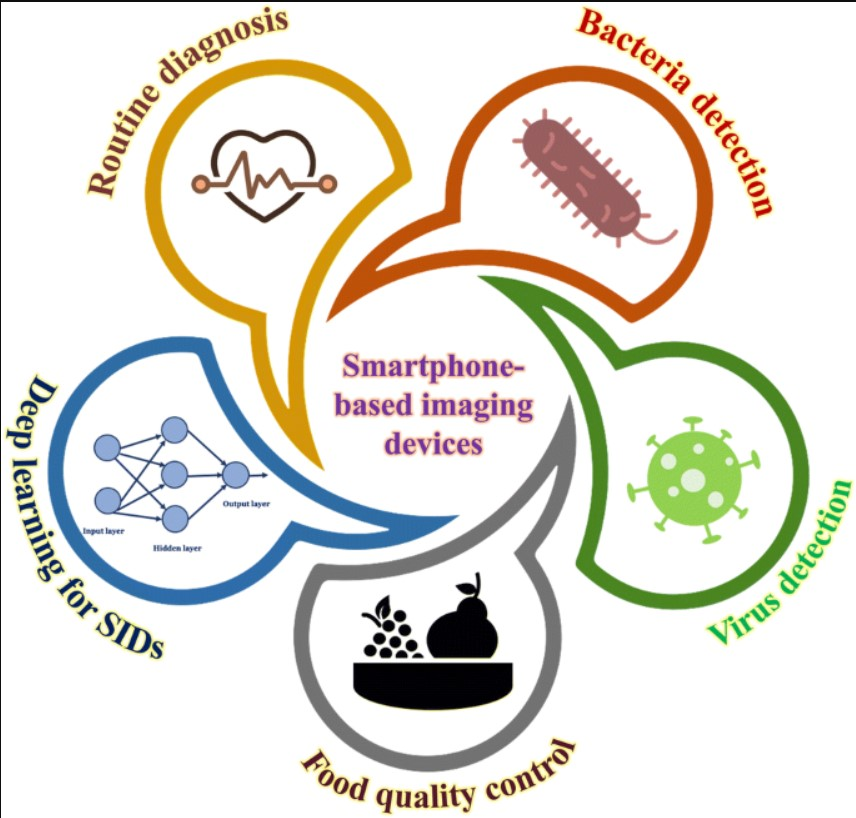 Routine diagnosis
Bacteria detection
Smartphone-
based imaging
devices
Deep learning for SIDs
Input layer
Hidden layer
Output layer
Virus detection
Food quality control